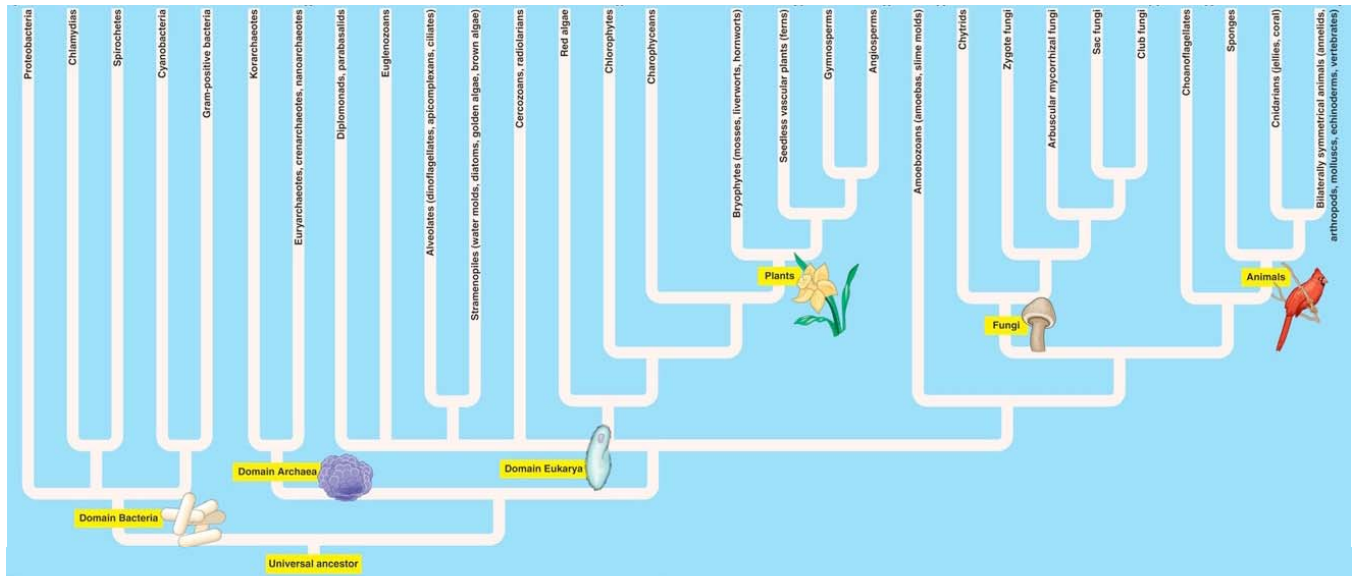 Proteobacteria
Chlamydias
Spirochetes
Cyanobacteria
Gram-positive bacteria
Korarchaeotes
Euryarchaeotes, crenarchaeotes, nanoarchaeotes
Diplomonads, parabasalids
Euglenozoans
Alveolates (dinoflagellates, apicomplexans, ciliates)
Stramenopiles (water molds, diatoms, golden algae, brown algae)
Cercozoans, radiolarians
Red algae
Chlorophytes
Charophyceans
Bryophytes (mosses, liverworts, hornworts)
Seedless vascular plants (ferns)
Gymnosperms
Angiosperms
Amoebozoans (amoebas, slime molds)
Chytrids
Zygote fungi
Arbuscular mycorrhizal fungi
Sac fungi
Club fungi
Choanoflagellates
Sponges
Cnidarians (jellies, coral)
Bilaterally symmetrical animals (annelids,
arthropods, molluscs, echinoderms, vertebrates)
Plants
Animals
Fungi
Domain Archaea
Domain Eukarya
Domain Bacteria
Universal ancestor